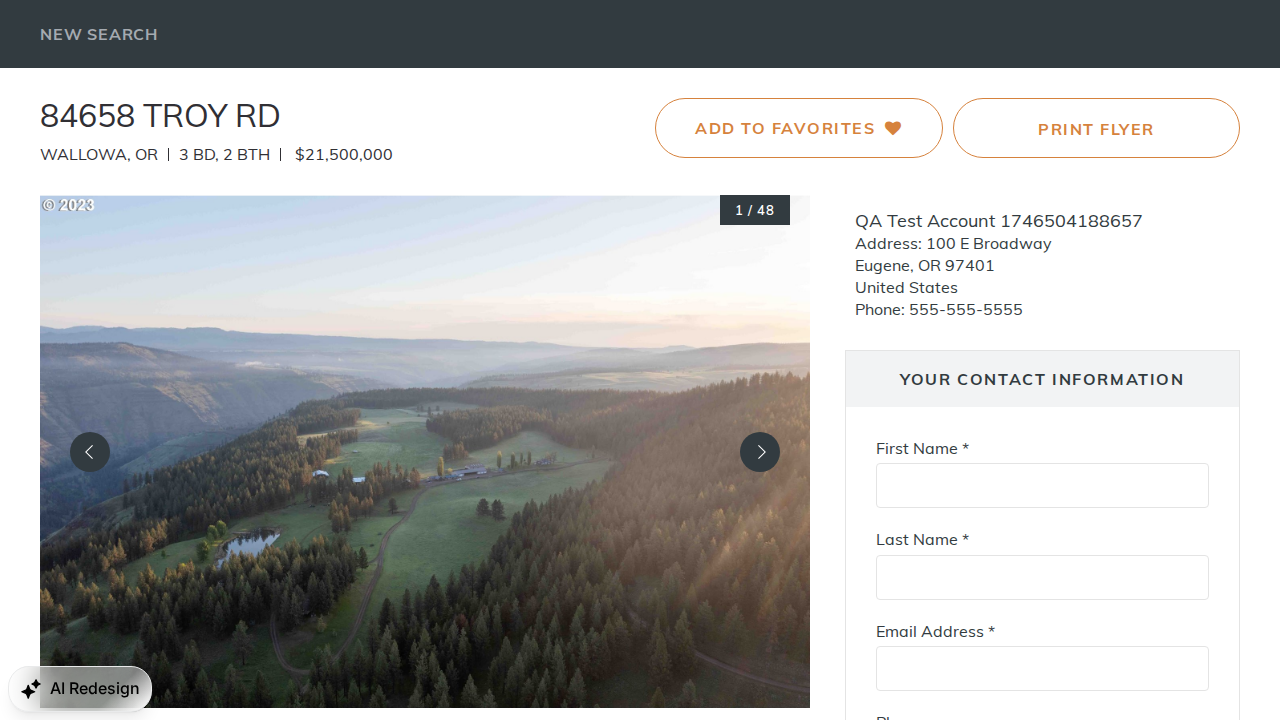 NEW SEARCH
84658 TROY RD
WALLOWA, OR | 3 BD, 2 BTH | $21,500,000
ADD TO FAVORITES
PRINT FLYER
© 2023
1 / 48
QA Test Account 1746504188657
Address: 100 E Broadway
Eugene, OR 97401
United States
Phone: 555-555-5555
YOUR CONTACT INFORMATION
First Name *
Last Name *
Email Address *
AI Redesign